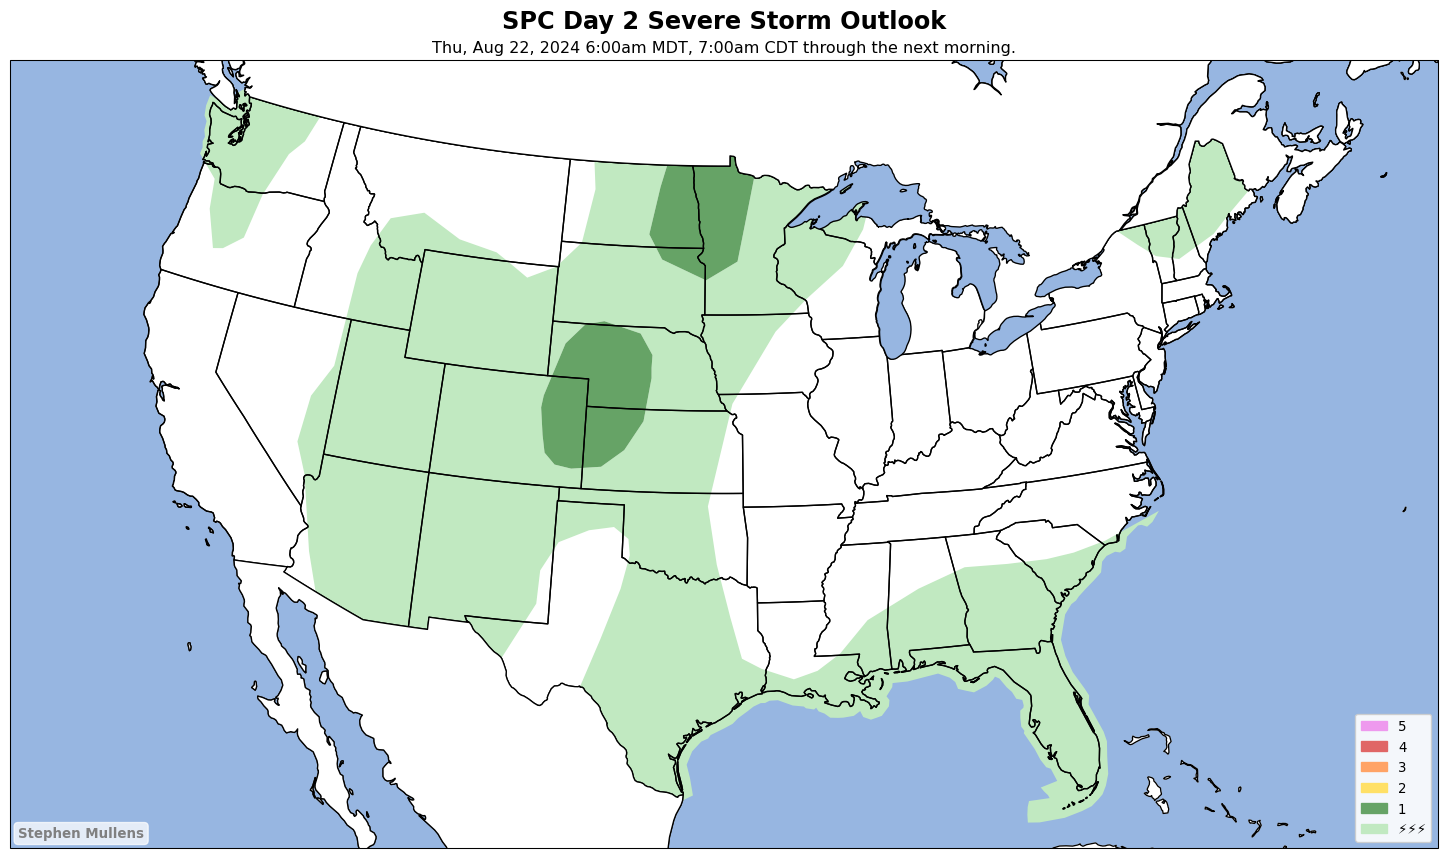 SPC Day 2 Severe Storm Outlook
Thu, Aug 22, 2024 6:00am MDT, 7:00am CDT through the next morning.
5
4
3
2
1
⚡⚡⚡
Stephen Mullens